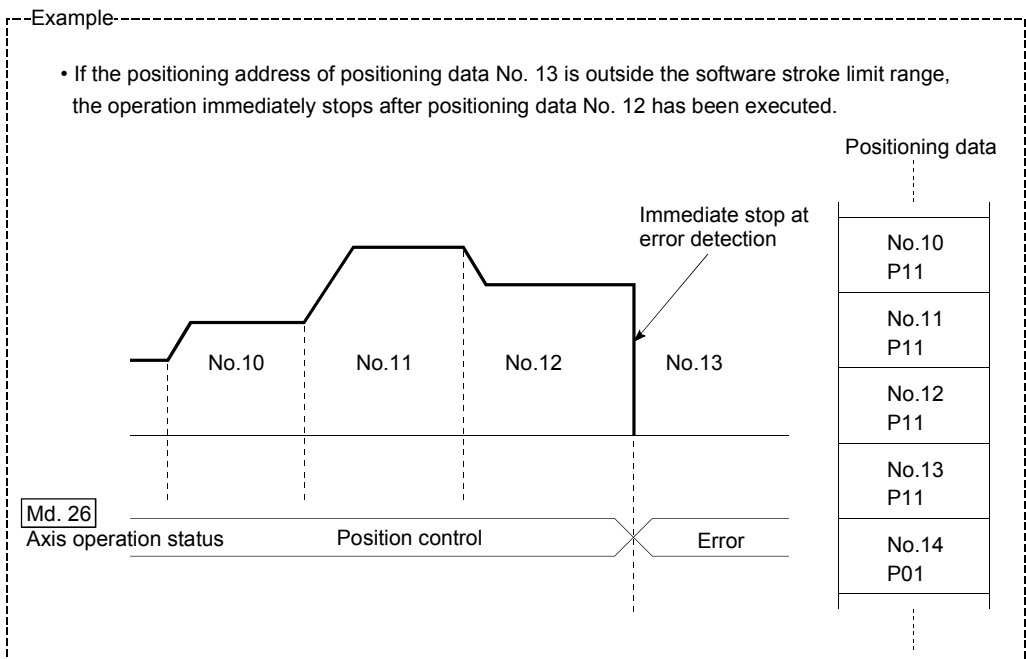 Example
• If the positioning address of positioning data No. 13 is outside the software stroke limit range,
the operation immediately stops after positioning data No. 12 has been executed.
Positioning data
Immediate stop at
error detection
No.10
No.11
No.12
No.13
No.10
P11
No.11
P11
No.12
P11
No.13
P11
No.14
P01
Md. 26
Axis operation status
Position control
Error